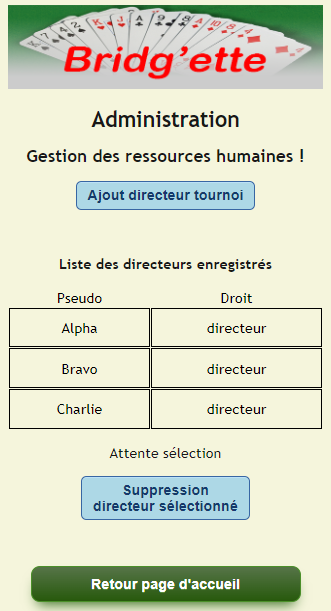 Bridg'ette
Administration
Gestion des ressources humaines !
Ajout directeur tournoi
Liste des directeurs enregistrés
Pseudo Droit
Alpha directeur
Bravo directeur
Charlie directeur
Attente sélection
Suppression
directeur sélectionné
Retour page d'accueil